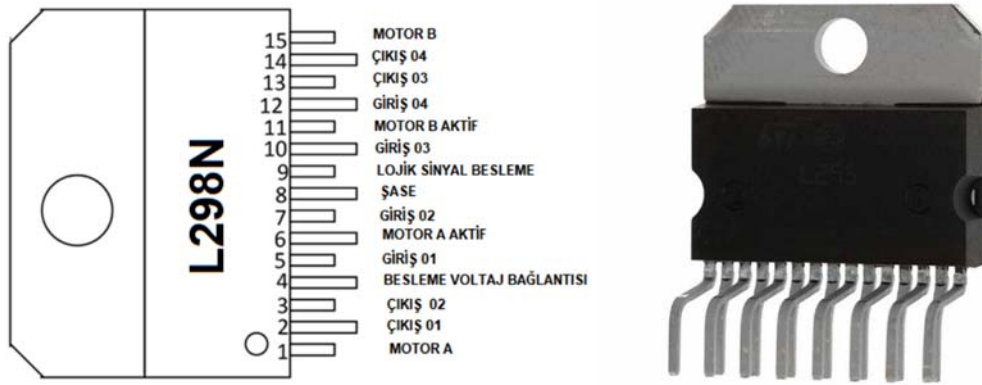 15 MOTOR B
14 ÇIKIŞ 04
13 ÇIKIŞ 03
12 GİRİŞ 04
11 MOTOR B AKTİF
10 GİRİŞ 03
9 LOJİK SİNYAL BESLEME
8 ŞASE
7 GİRİŞ 02
6 MOTOR A AKTİF
5 GİRİŞ 01
4 BESLEME VOLTAJ BAĞLANTISI
3 ÇIKIŞ 02
2 ÇIKIŞ 01
1 MOTOR A
L298N